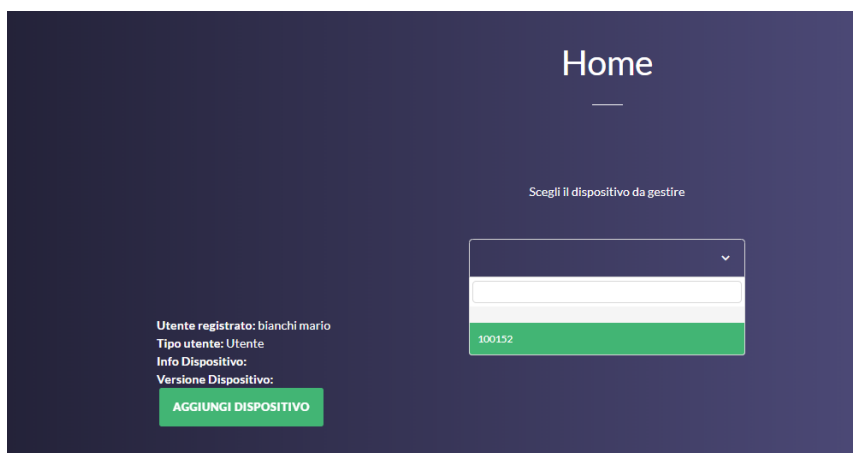 Home
Scegli il dispositivo da gestire
100152
Utente registrato: bianchi mario
Tipo utente: Utente
Info Dispositivo:
Versione Dispositivo:
AGGIUNGI DISPOSITIVO